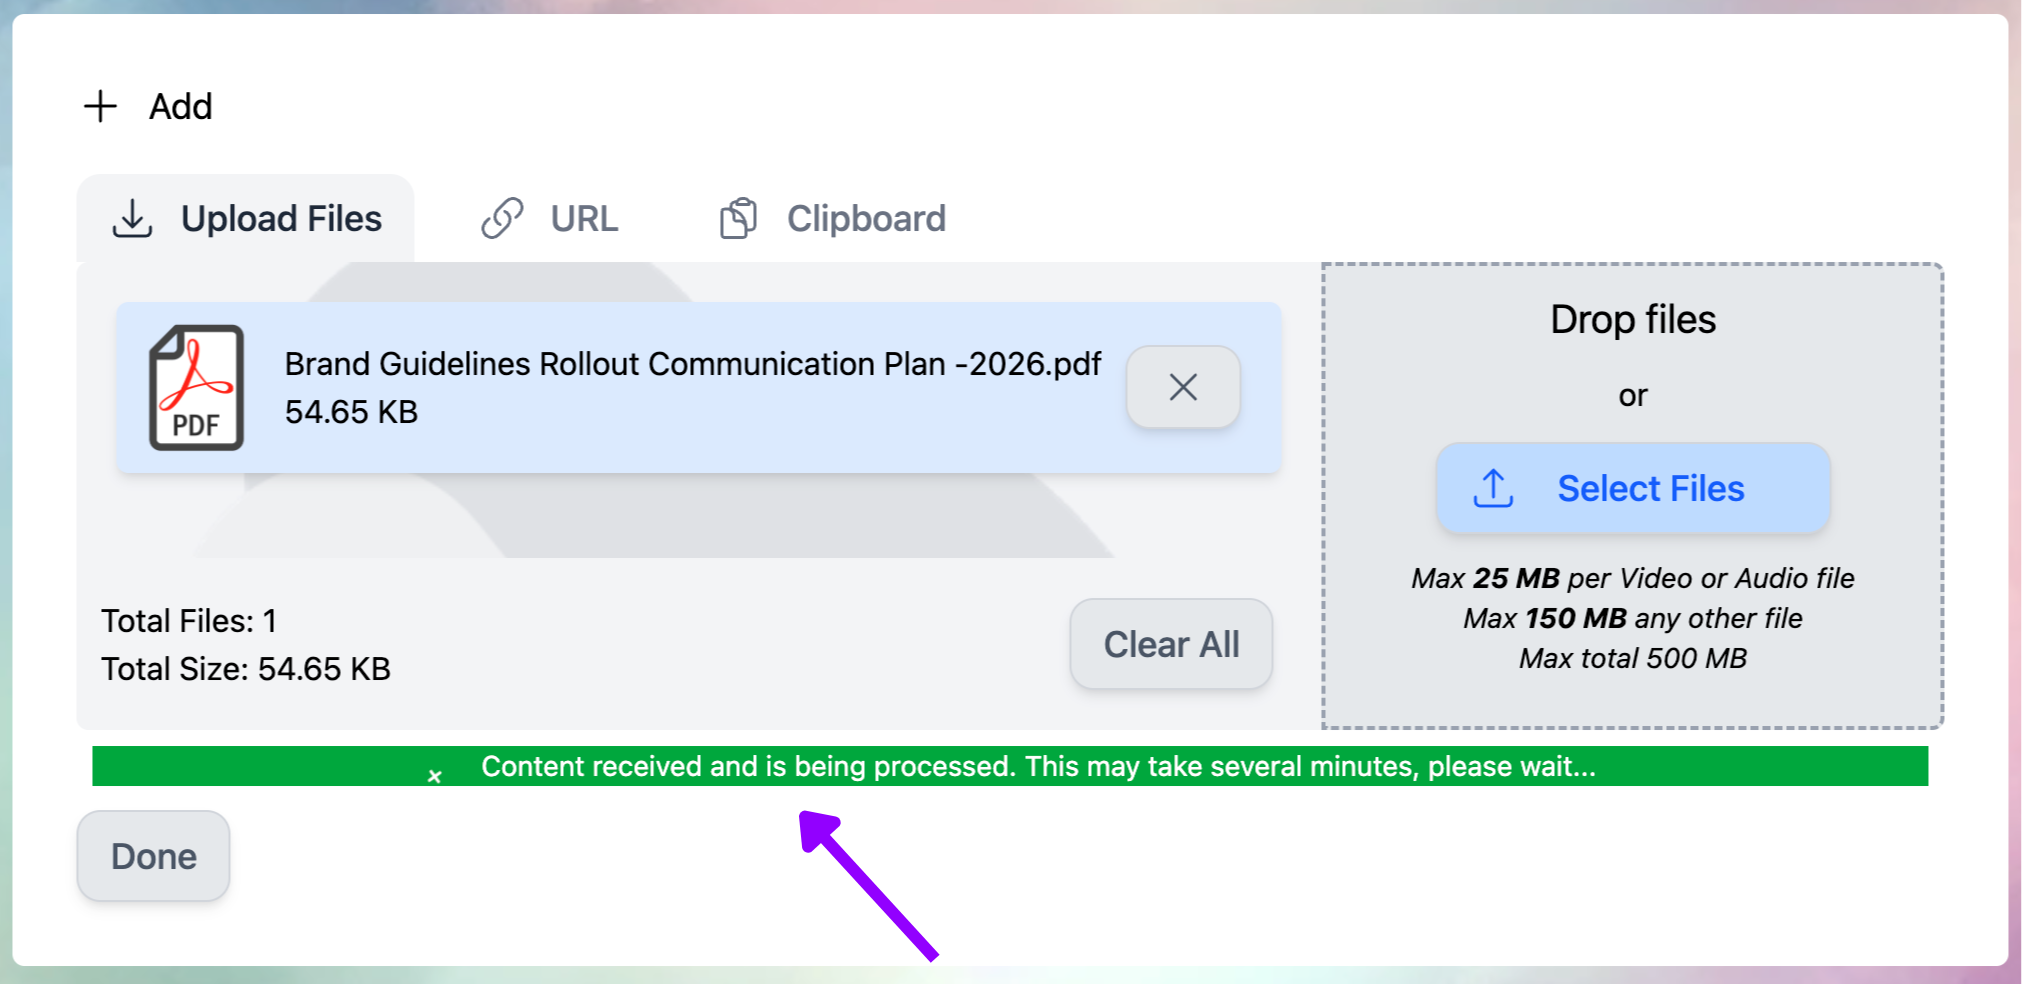 Add
Upload Files
URL
Clipboard
PDF
Brand Guidelines Rollout Communication Plan -2026.pdf
54.65 KB
Total Files: 1
Total Size: 54.65 KB
Clear All
Drop files
or
Select Files
Max 25 MB per Video or Audio file
Max 150 MB any other file
Max total 500 MB
Content received and is being processed. This may take several minutes, please wait...
Done